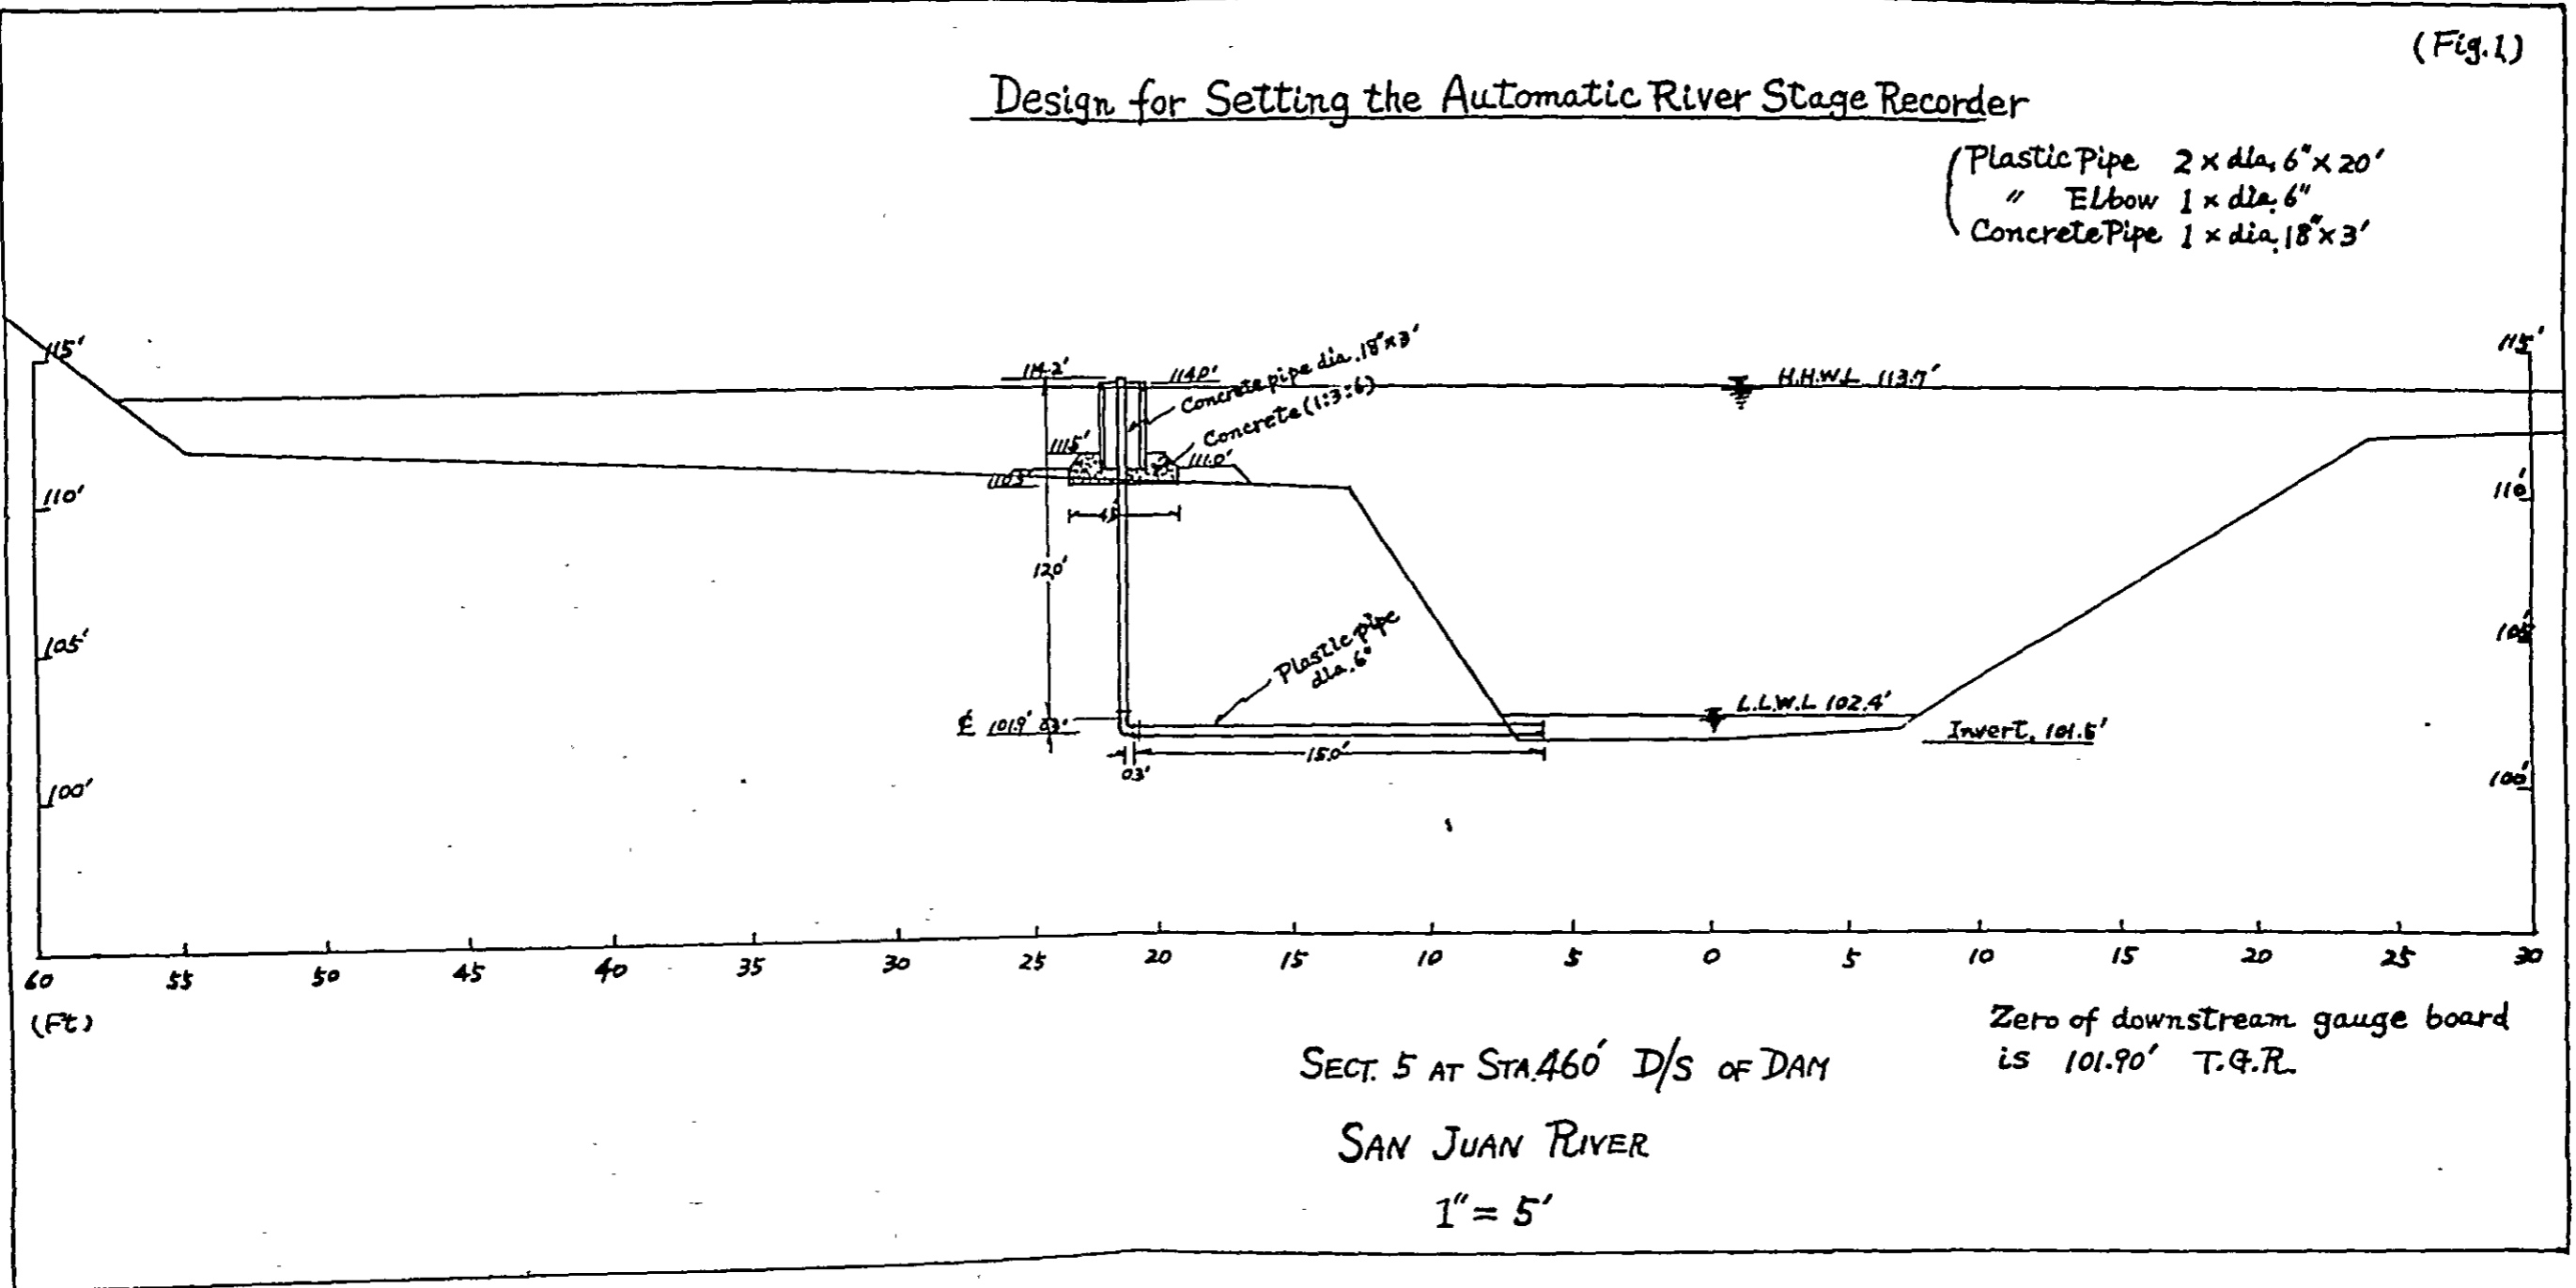 (Fig.1)
Design for Setting the Automatic River Stage Recorder
Plastic Pipe 2 x dia. 6" x 20'
" Elbow 1 x dia. 6"
Concrete Pipe 1 x dia. 18" x 3'
115'
114.2'
114.0'
Concrete pipe dia. 18" x 3'
Concrete (1:3:6)
H.H.W.L 113.7'
115'
111.5'
111.0'
110.5'
110'
110'
12.0'
105'
105'
Plastic pipe
dia. 6"
L.L.W.L 102.4'
¢ 101.9' 0.3'
Invert. 101.5'
15.0'
0.3'
100'
100'
60 55 50 45 40 35 30 25 20 15 10 5 0 5 10 15 20 25 30
(Ft)
Zero of downstream gauge board
is 101.90' T.G.R.
SECT. 5 AT STA.460' D/S OF DAM
SAN JUAN RIVER
1" = 5'